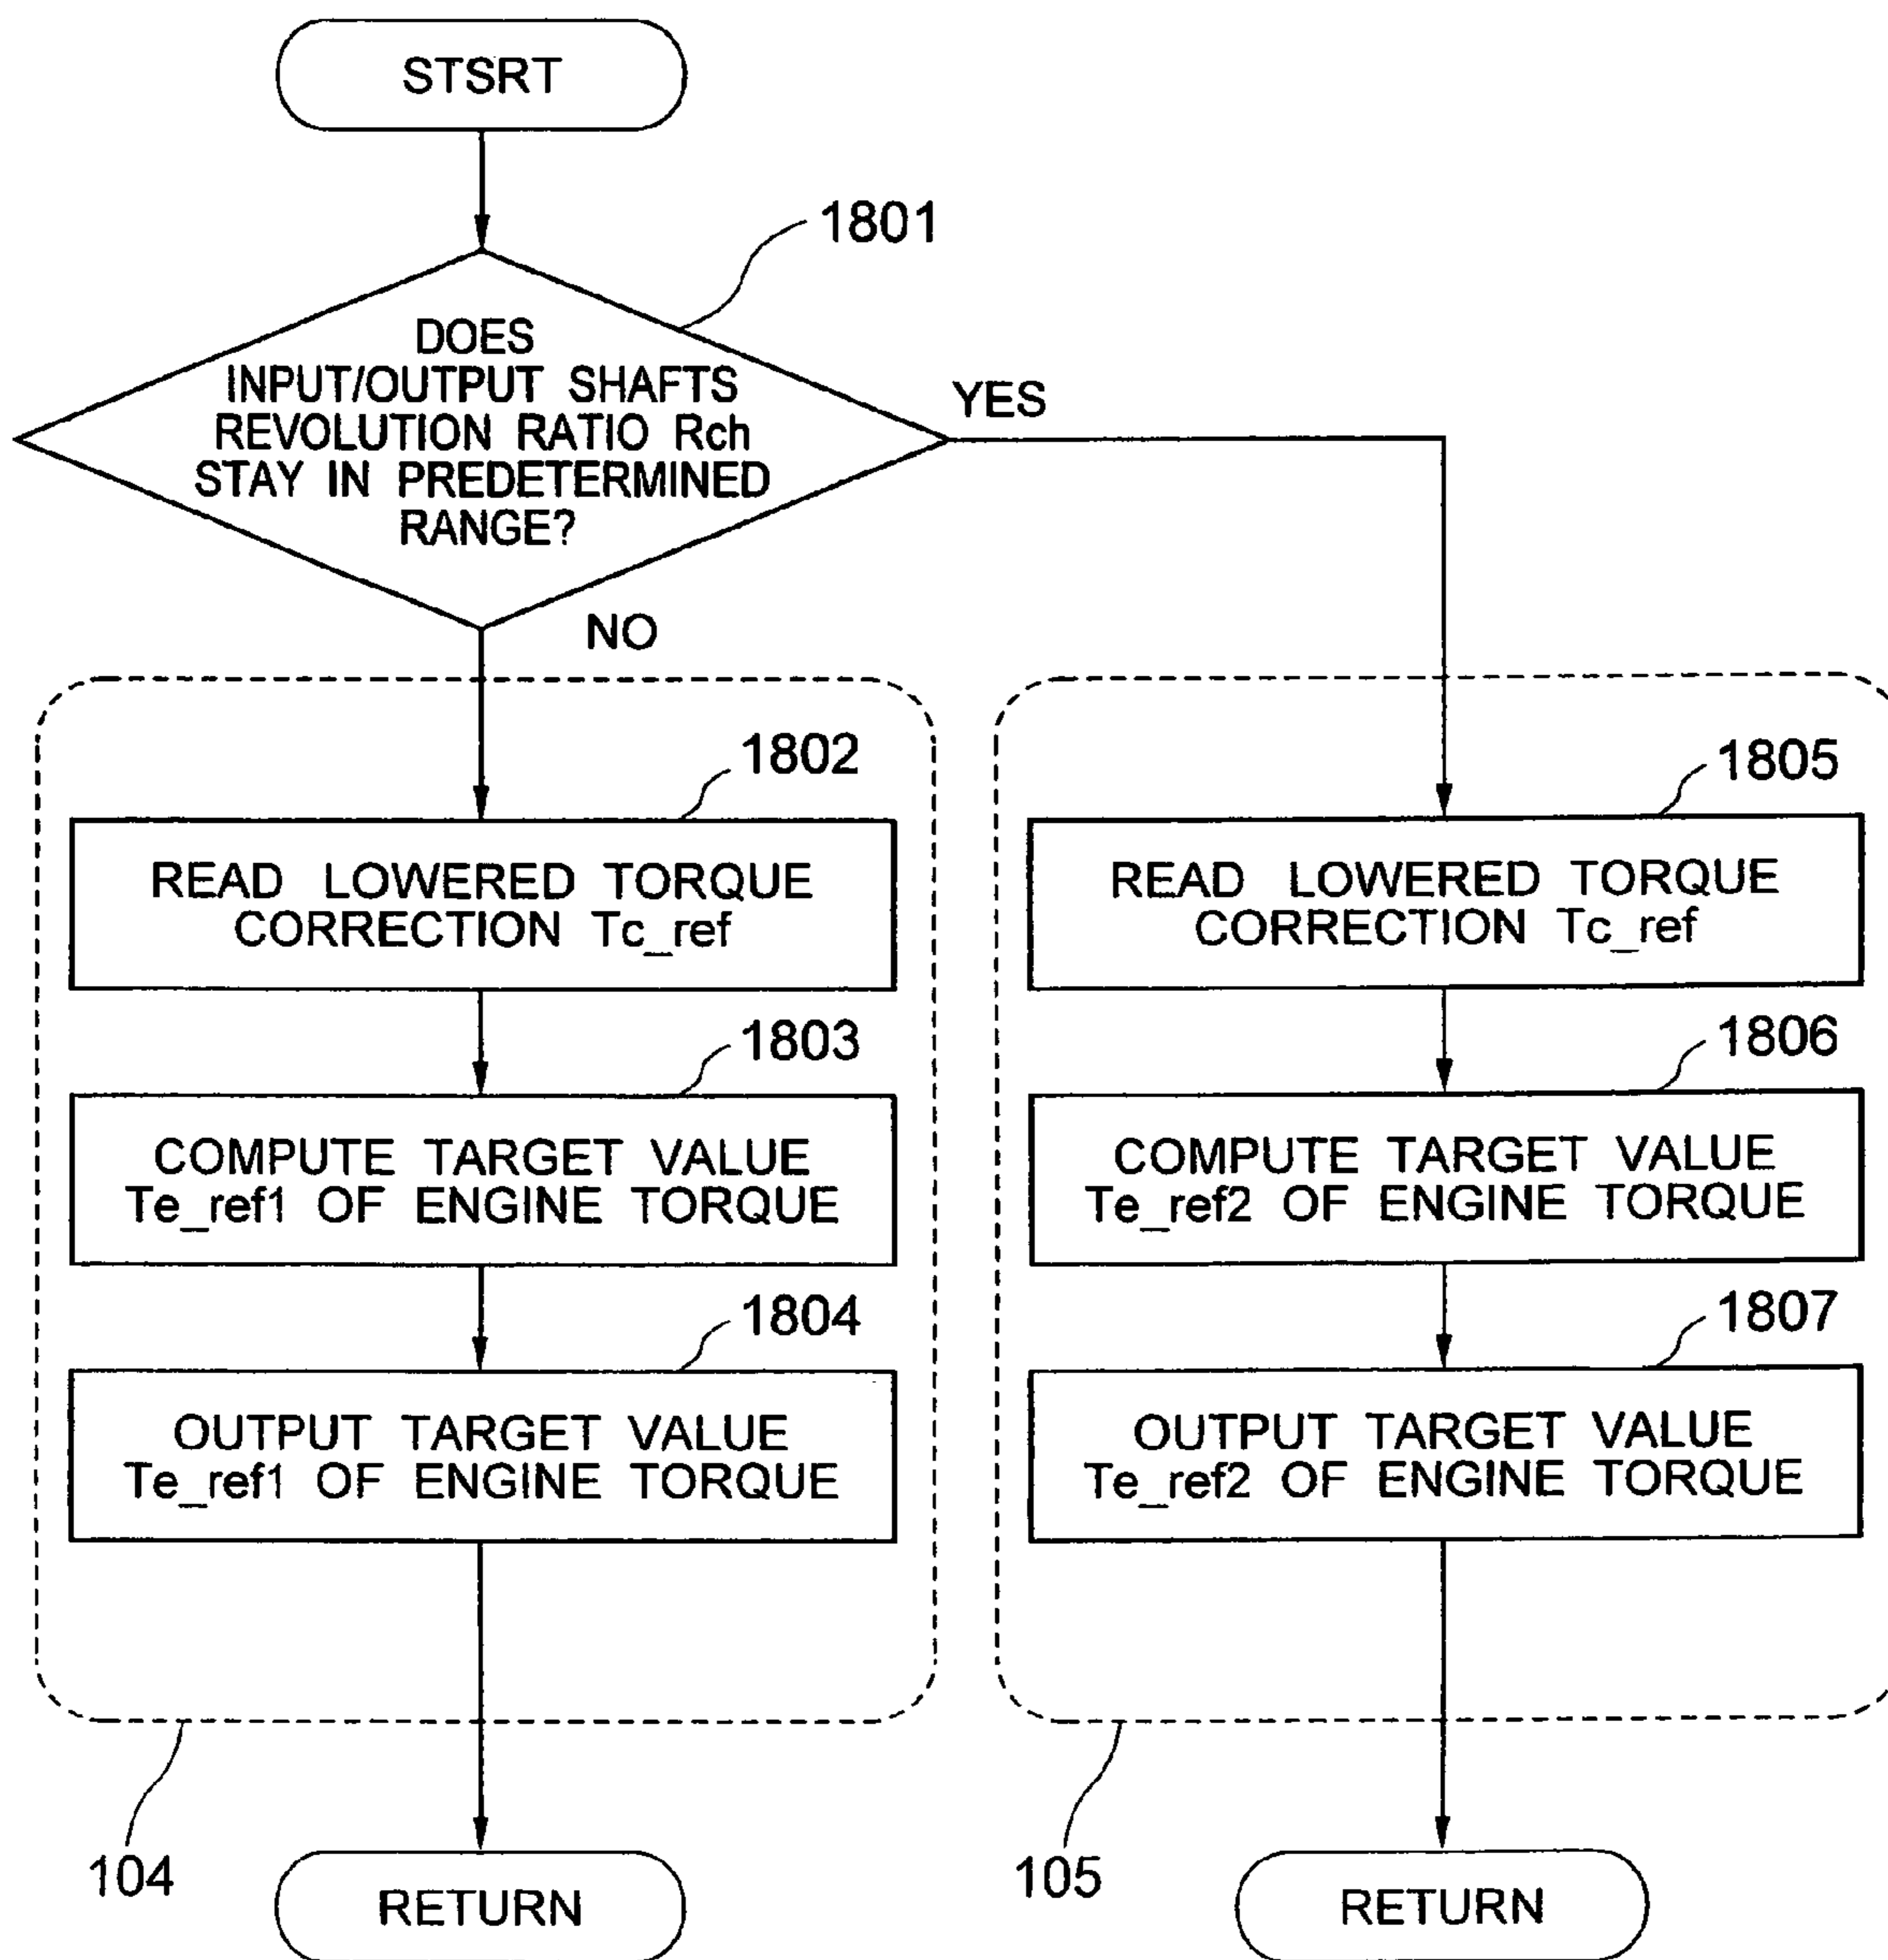 STSRT
1801
DOES
INPUT/OUTPUT SHAFTS
REVOLUTION RATIO Rch
STAY IN PREDETERMINED
RANGE?
YES
NO
1802
READ LOWERED TORQUE
CORRECTION Tc_ref
1803
COMPUTE TARGET VALUE
Te_ref1 OF ENGINE TORQUE
1804
OUTPUT TARGET VALUE
Te_ref1 OF ENGINE TORQUE
104
RETURN
1805
READ LOWERED TORQUE
CORRECTION Tc_ref
1806
COMPUTE TARGET VALUE
Te_ref2 OF ENGINE TORQUE
1807
OUTPUT TARGET VALUE
Te_ref2 OF ENGINE TORQUE
105
RETURN